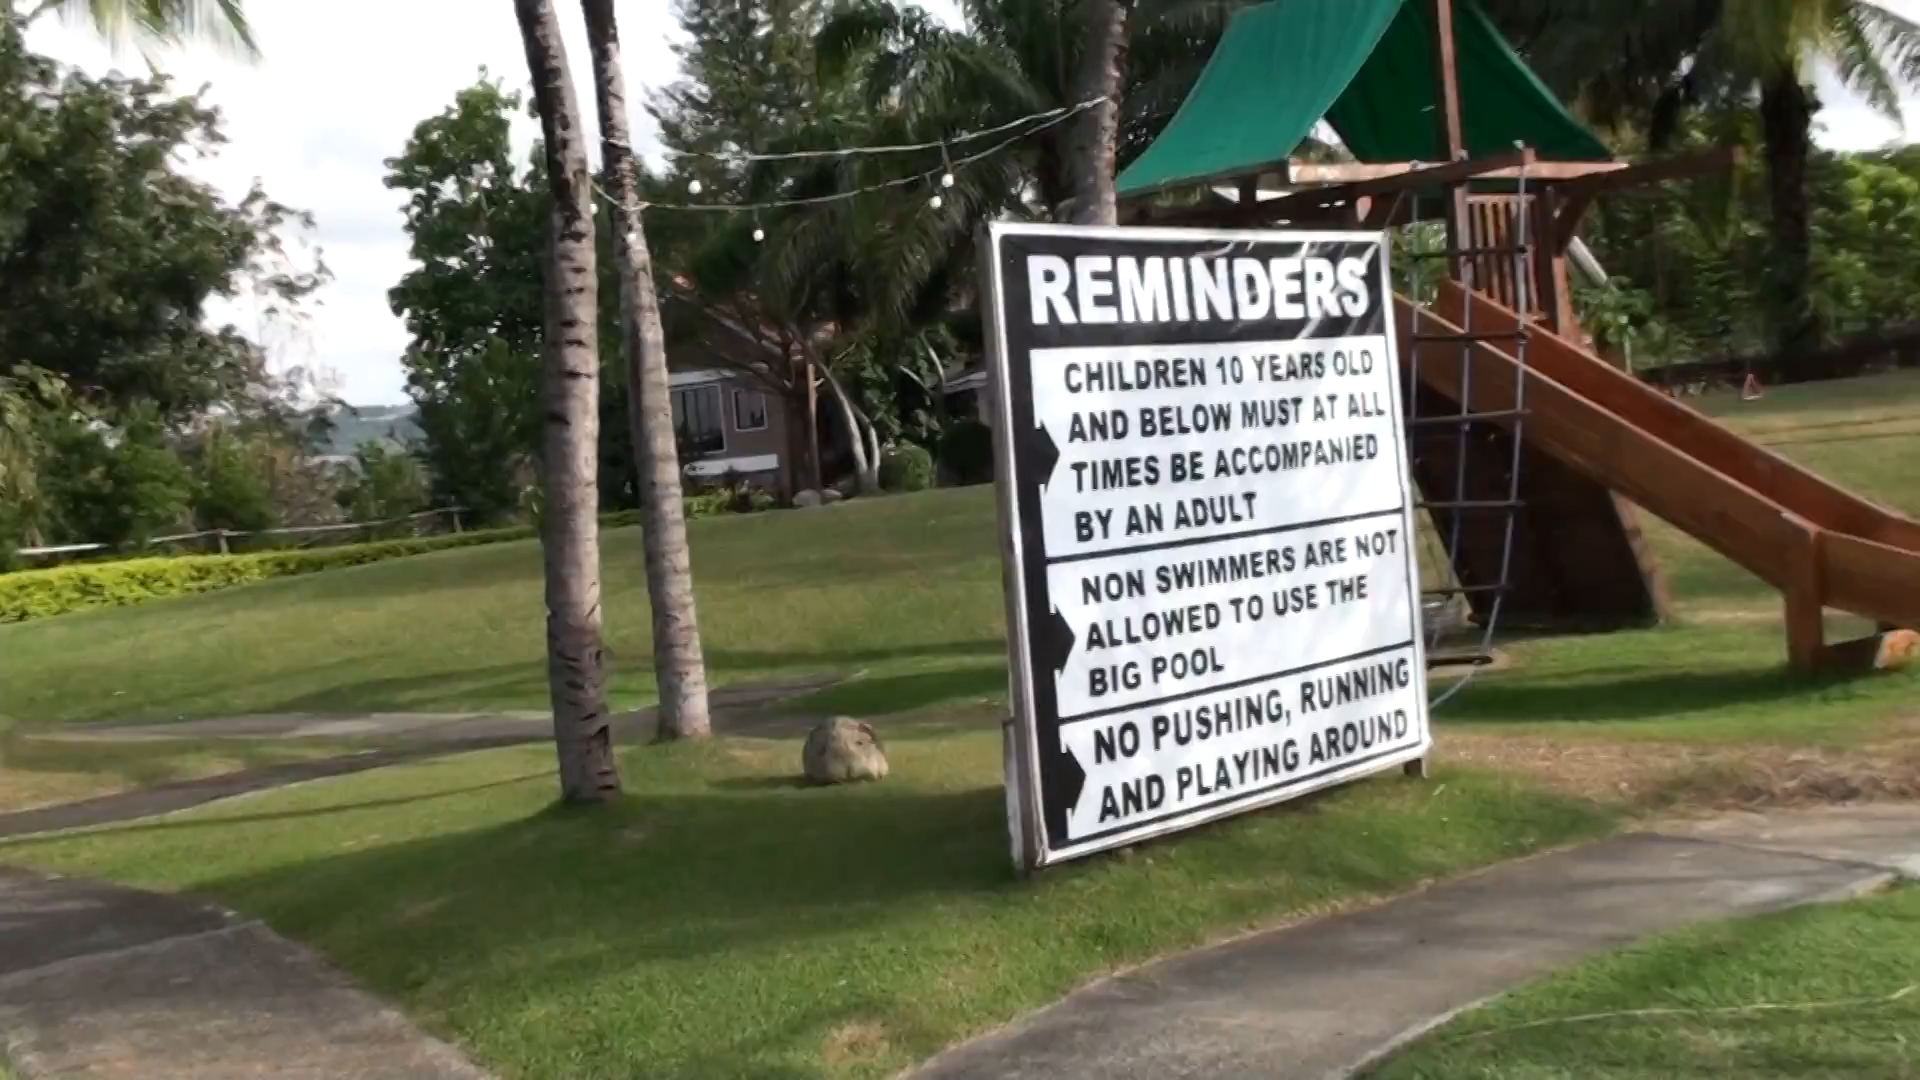 REMINDERS
CHILDREN 10 YEARS OLD
AND BELOW MUST AT ALL
TIMES BE ACCOMPANIED
BY AN ADULT
NON SWIMMERS ARE NOT
ALLOWED TO USE THE
BIG POOL
NO PUSHING, RUNNING
AND PLAYING AROUND